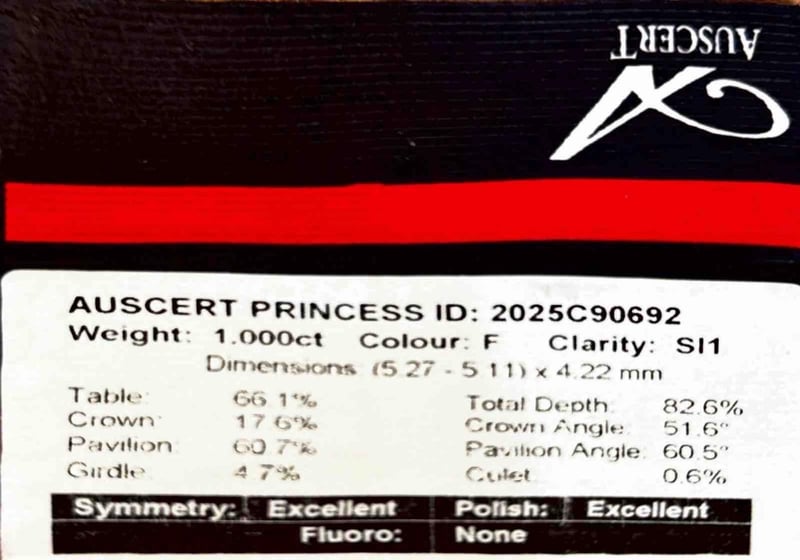 AUSCERT
AUSCERT PRINCESS ID: 2025C90692
Weight: 1.000ct Colour: F Clarity: SI1
Dimensions (5.27 - 5.11) x 4.22 mm
Table: 66.1% Total Depth: 82.6%
Crown: 17.6% Crown Angle: 51.6°
Pavilion: 60.7% Pavilion Angle: 60.5°
Girdle: 4.7% Culet: 0.6%
Symmetry: Excellent Polish: Excellent
Fluoro: None